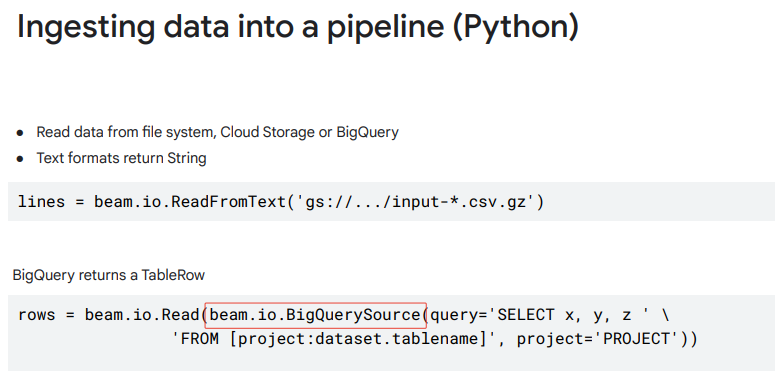 Ingesting data into a pipeline (Python)
● Read data from file system, Cloud Storage or BigQuery
● Text formats return String
lines = beam.io.ReadFromText('gs://.../input-*.csv.gz')
BigQuery returns a TableRow
rows = beam.io.Read(beam.io.BigQuerySource(query='SELECT x, y, z ' \
'FROM [project:dataset.tablename]', project='PROJECT'))